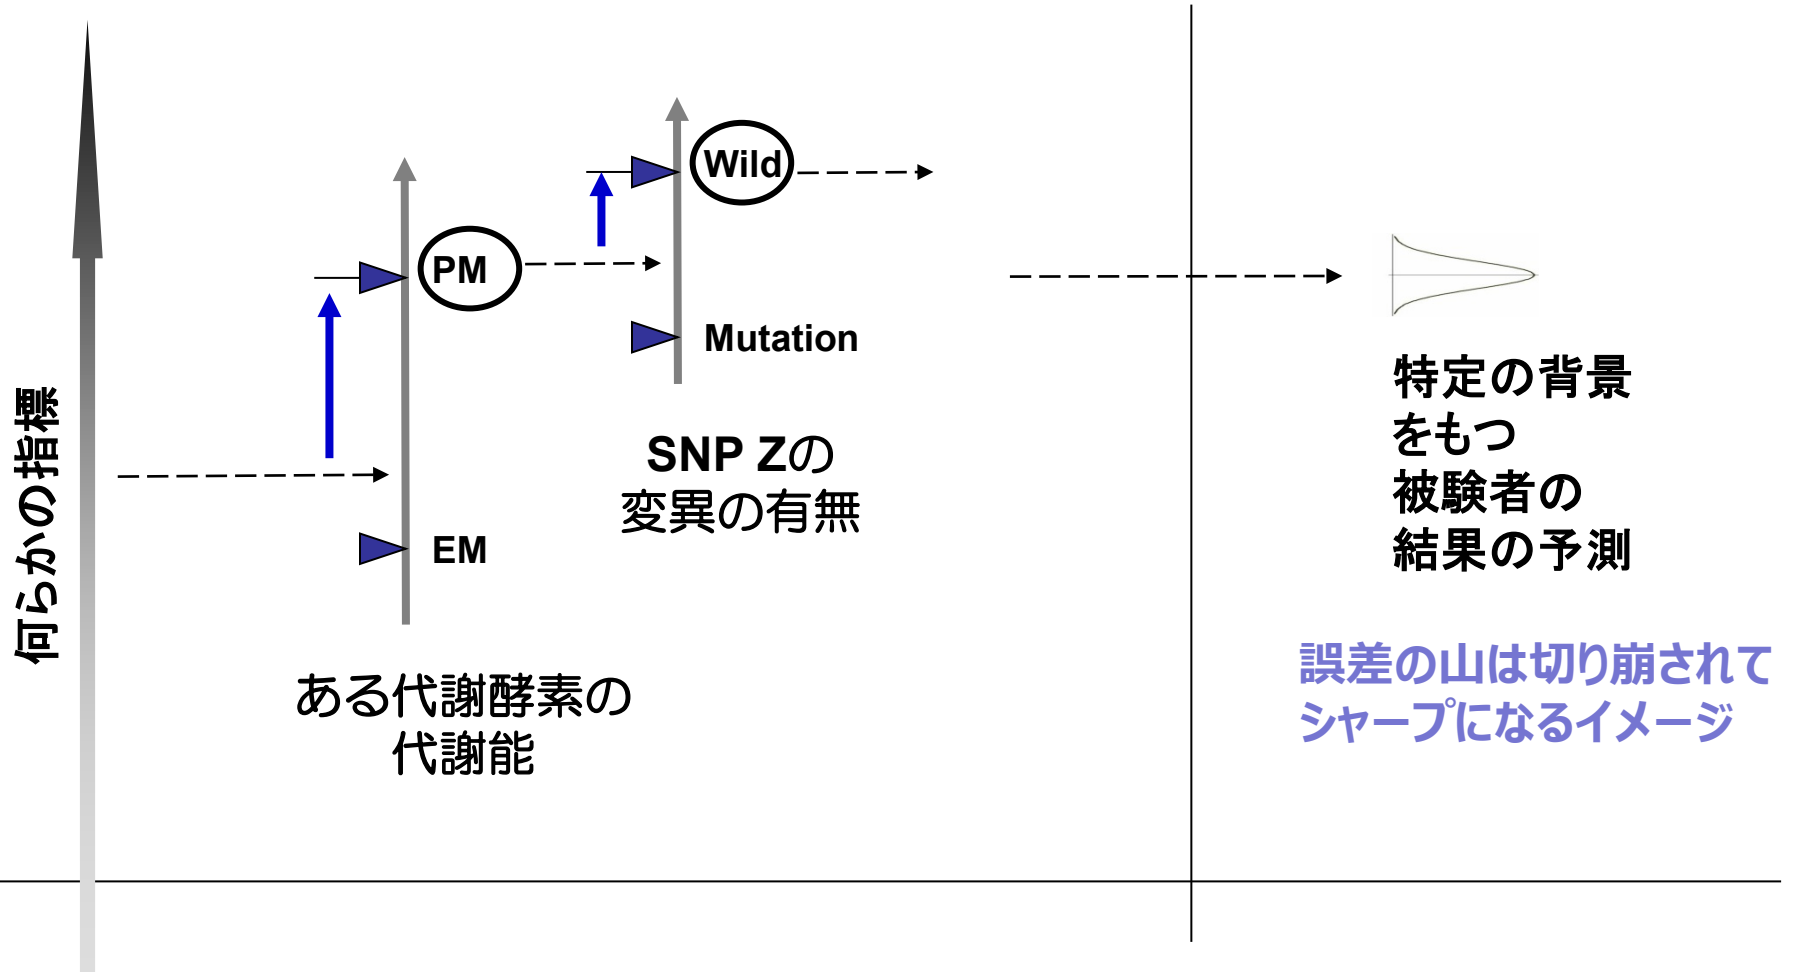 何らかの指標
PM
EM
ある代謝酵素の
代謝能
Wild
Mutation
SNP Zの
変異の有無
特定の背景
をもつ
被験者の
結果の予測
誤差の山は切り崩されて
シャープになるイメージ